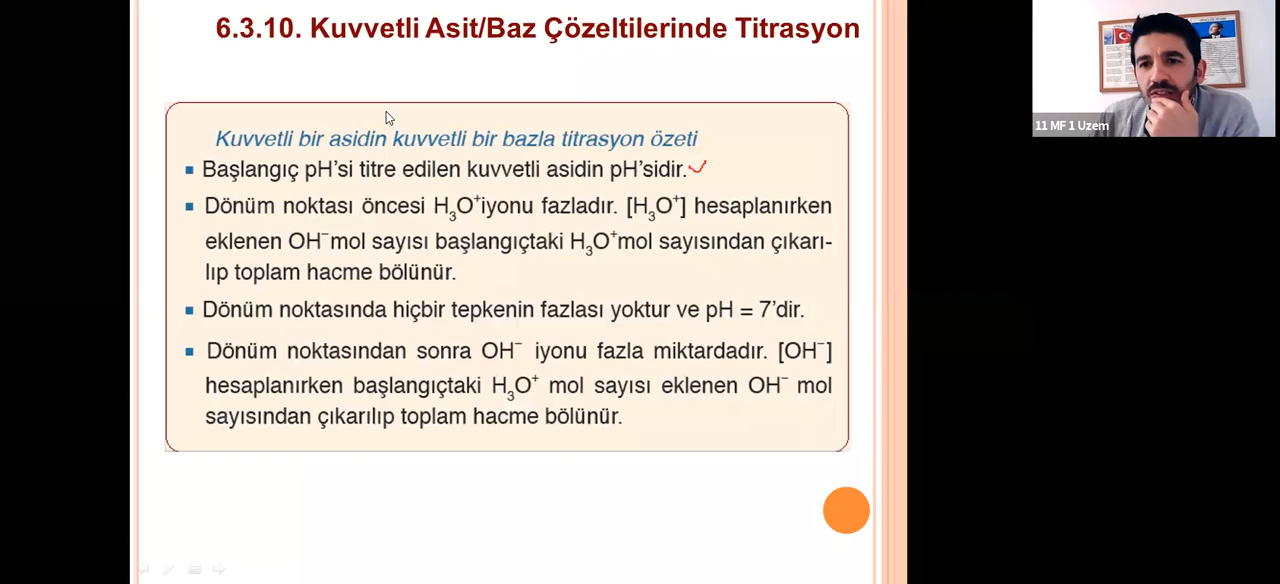 6.3.10. Kuvvetli Asit/Baz Çözeltilerinde Titrasyon
Kuvvetli bir asidin kuvvetli bir bazla titrasyon özeti
▪ Başlangıç pH'si titre edilen kuvvetli asidin pH'sidir.
▪ Dönüm noktası öncesi H₃O⁺iyonu fazladır. [H₃O⁺] hesaplanırken
eklenen OH⁻mol sayısı başlangıçtaki H₃O⁺mol sayısından çıkarı-
lıp toplam hacme bölünür.
▪ Dönüm noktasında hiçbir tepkenin fazlası yoktur ve pH = 7'dir.
▪ Dönüm noktasından sonra OH⁻ iyonu fazla miktardadır. [OH⁻]
hesaplanırken başlangıçtaki H₃O⁺ mol sayısı eklenen OH⁻ mol
sayısından çıkarılıp toplam hacme bölünür.
11 MF 1 Uzem